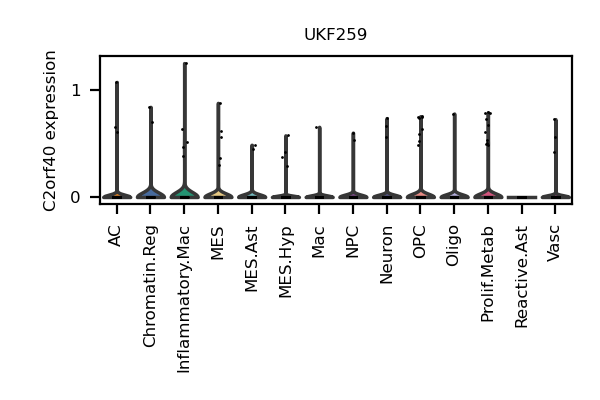 UKF259
C2orf40 expression
1
0
AC
Chromatin.Reg
Inflammatory.Mac
MES
MES.Ast
MES.Hyp
Mac
NPC
Neuron
OPC
Oligo
Prolif.Metab
Reactive.Ast
Vasc